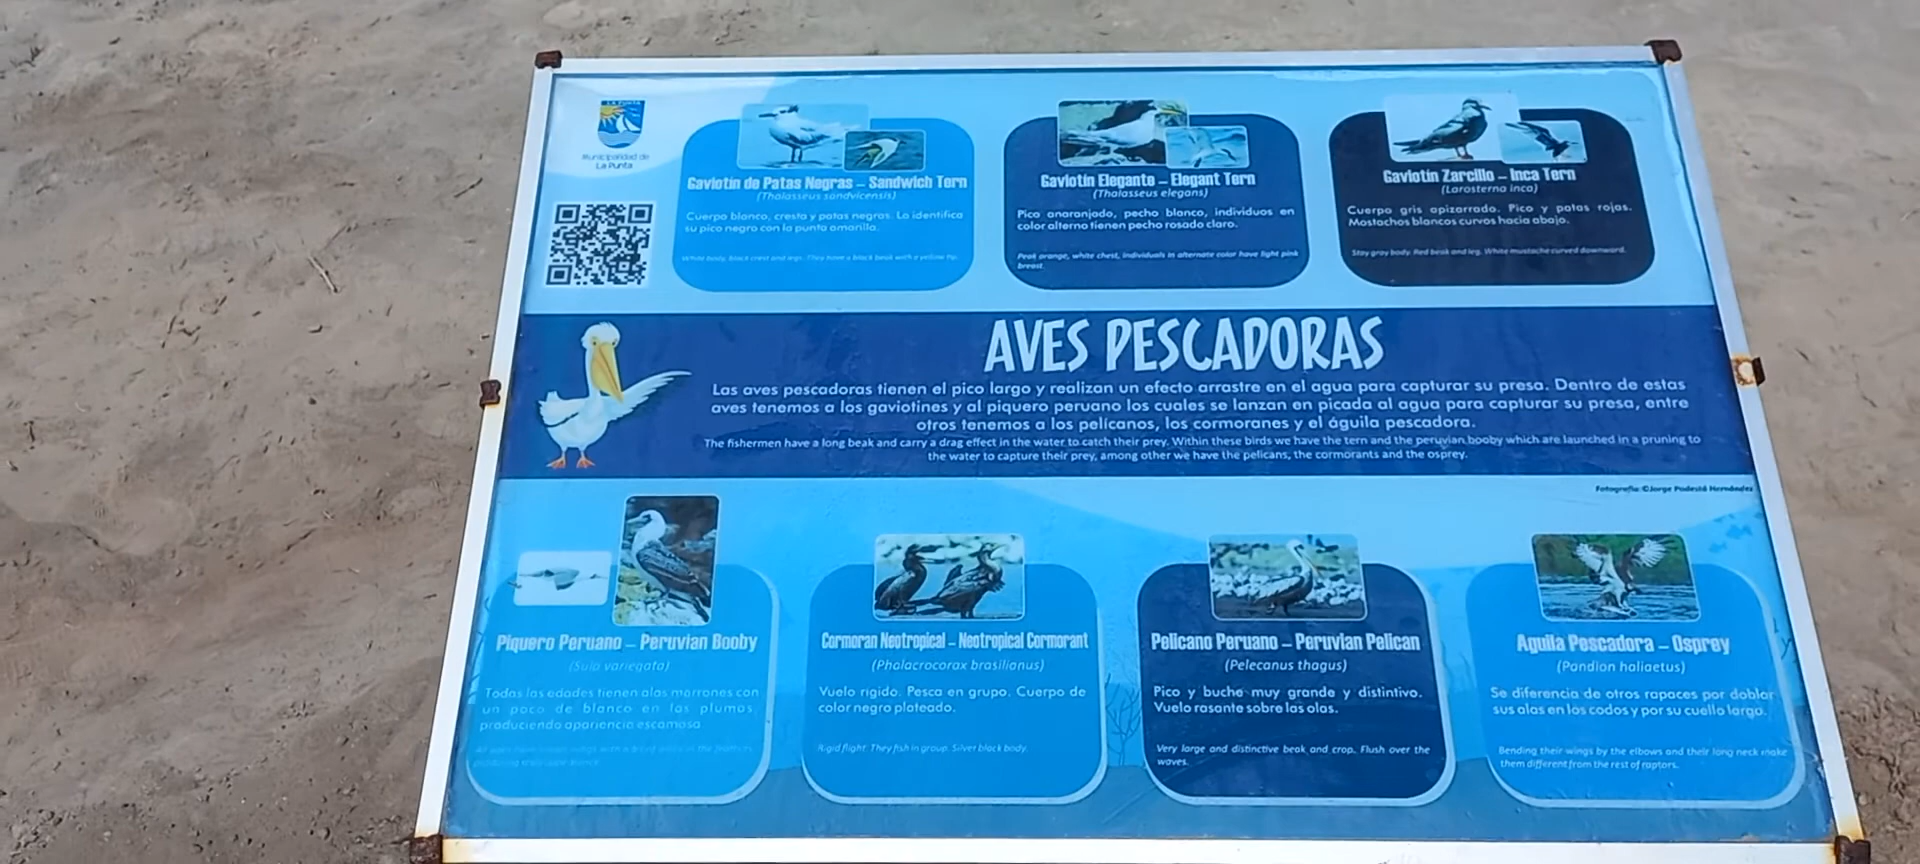 LA PUNTA
Municipalidad de
La Punta
Gaviotín de Patas Negras – Sandwich Tern
(Thalasseus sandvicensis)
Cuerpo blanco, cresta y patas negras. Lo identifica
su pico negro con la punta amarilla.
White body, black crest and legs. They have a black beak with a yellow tip.
Gaviotín Elegante – Elegant Tern
(Thalasseus elegans)
Pico anaranjado, pecho blanco, individuos en
color alterno tienen pecho rosado claro.
Peak orange, white chest, individuals in alternate color have light pink
breast.
Gaviotín Zarcillo – Inca Tern
(Larosterna inca)
Cuerpo gris apizarrado. Pico y patas rojas.
Mostachos blancos curvos hacia abajo.
Stay gray body. Red beak and leg. White mustache curved downward.
AVES PESCADORAS
Las aves pescadoras tienen el pico largo y realizan un efecto arrastre en el agua para capturar su presa. Dentro de estas
aves tenemos a los gaviotines y al piquero peruano los cuales se lanzan en picada al agua para capturar su presa, entre
otros tenemos a los pelícanos, los cormoranes y el águila pescadora.
The fishermen have a long beak and carry a drag effect in the water to catch their prey. Within these birds we have the tern and the peruvian booby which are launched in a pruning to
the water to capture their prey, among other we have the pelicans, the cormorants and the osprey.
Fotografía: ©Jorge Podestá Hernández
Piquero Peruano – Peruvian Booby
(Sula variegata)
Todas las edades tienen alas marrones con
un poco de blanco en las plumas,
produciendo apariencia escamosa
Cormoran Neotropical – Neotropical Cormorant
(Phalacrocorax brasilianus)
Vuelo rígido. Pesca en grupo. Cuerpo de
color negro plateado.
Rigid flight. They fish in group. Silver black body.
Pelicano Peruano – Peruvian Pelican
(Pelecanus thagus)
Pico y buche muy grande y distintivo.
Vuelo rasante sobre las olas.
Very large and distinctive beak and crop. Flush over the
waves.
Aguila Pescadora – Osprey
(Pandion haliaetus)
Se diferencia de otros rapaces por doblar
sus alas en los codos y por su cuello largo.
Bending their wings by the elbows and their long neck make
them different from the rest of raptors.